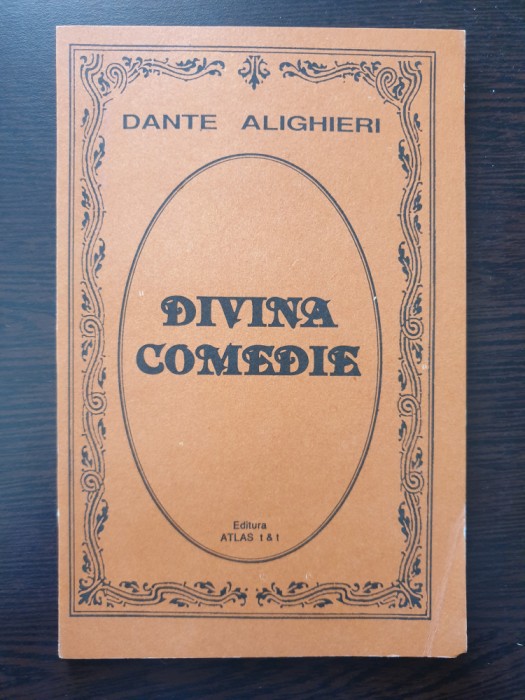 DANTE ALIGHIERI
DIVINA
COMEDIE
Editura
ATLAS t & t